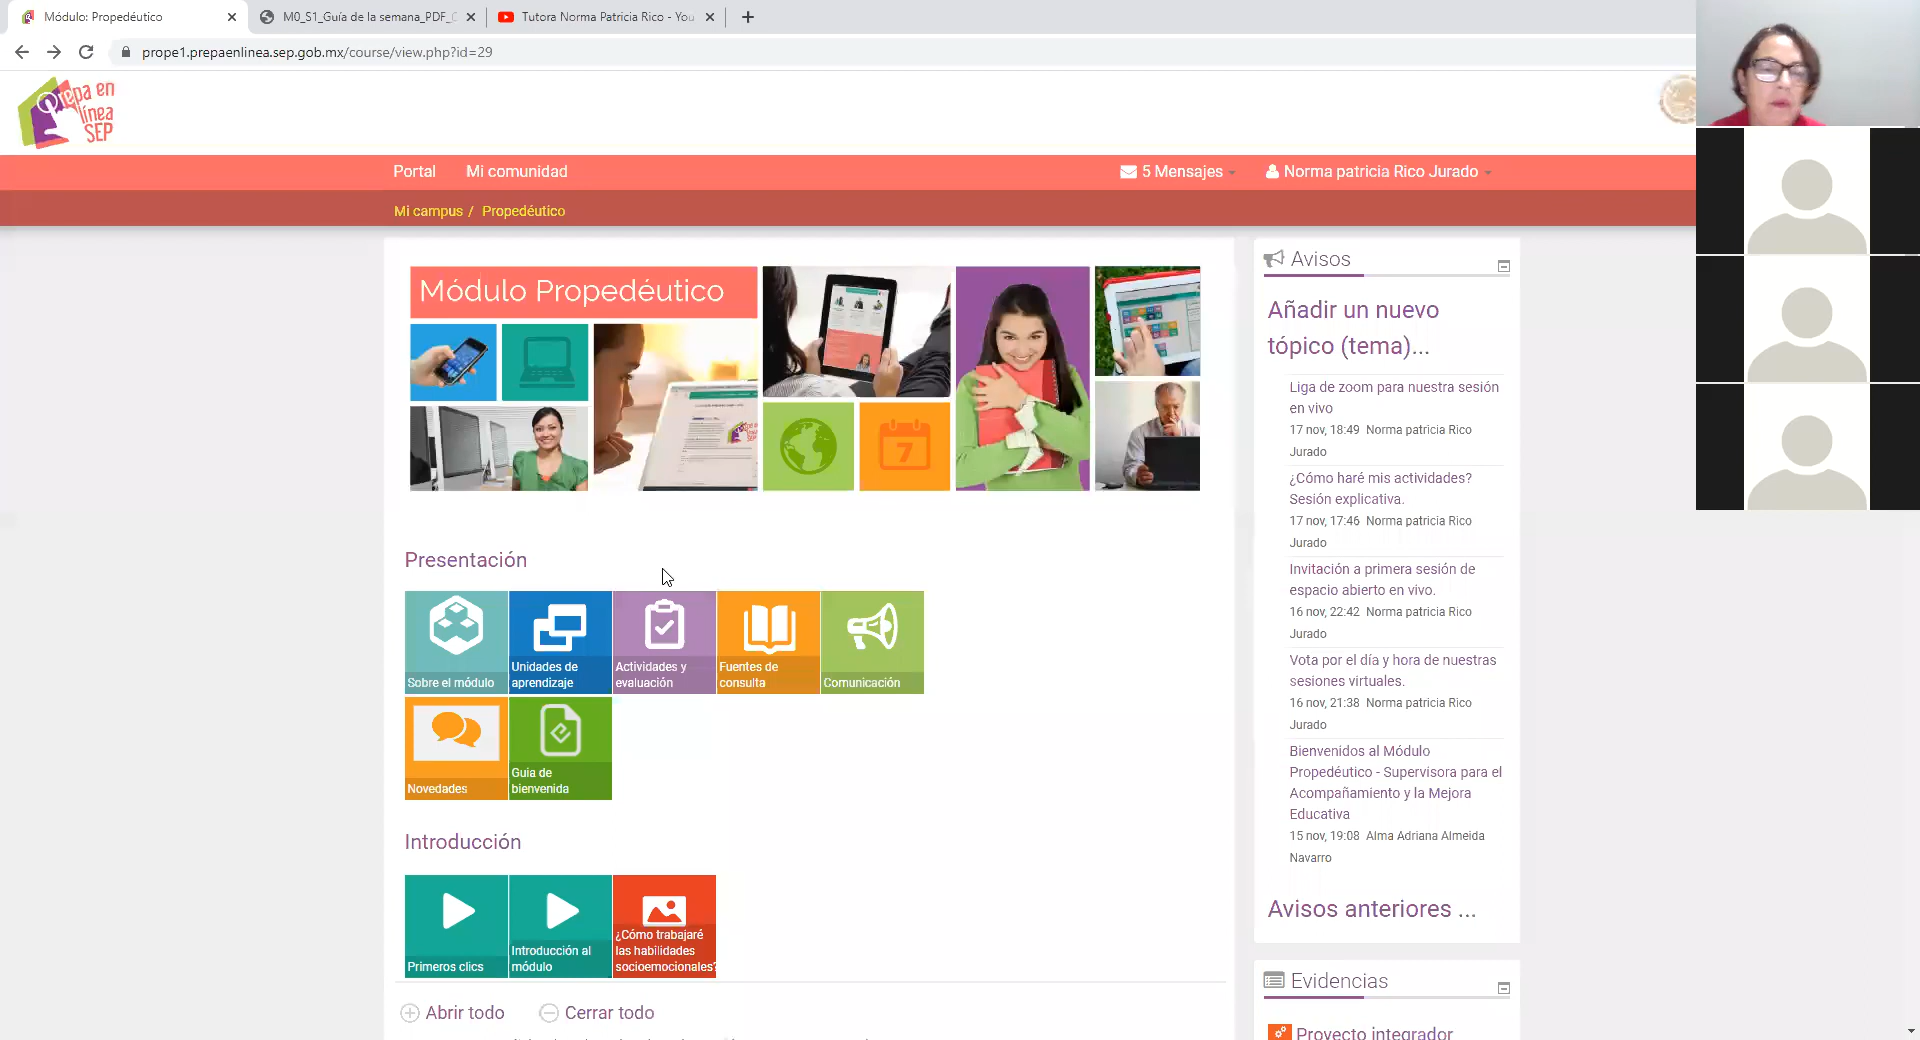 Módulo: Propedéutico
M0_S1_Guía de la semana_PDF_
Tutora Norma Patricia Rico - You
prope1.prepaenlinea.sep.gob.mx/course/view.php?id=29
Prepa en
línea
SEP
Portal
Mi comunidad
5 Mensajes
Norma patricia Rico Jurado
Mi campus / Propedéutico
Módulo Propedéutico
7
Presentación
Sobre el módulo
Unidades de
aprendizaje
Actividades y
evaluación
Fuentes de
consulta
Comunicación
Novedades
Guia de
bienvenida
Introducción
Primeros clics
Introducción al
módulo
¿Cómo trabajaré
las habilidades
socioemocionales?
Abrir todo
Cerrar todo
Avisos
Añadir un nuevo
tópico (tema)...
Liga de zoom para nuestra sesión
en vivo
17 nov, 18:49 Norma patricia Rico
Jurado
¿Cómo haré mis actividades?
Sesión explicativa.
17 nov, 17:46 Norma patricia Rico
Jurado
Invitación a primera sesión de
espacio abierto en vivo.
16 nov, 22:42 Norma patricia Rico
Jurado
Vota por el día y hora de nuestras
sesiones virtuales.
16 nov, 21:38 Norma patricia Rico
Jurado
Bienvenidos al Módulo
Propedéutico - Supervisora para el
Acompañamiento y la Mejora
Educativa
15 nov, 19:08 Alma Adriana Almeida
Navarro
Avisos anteriores ...
Evidencias
Proyecto integrador